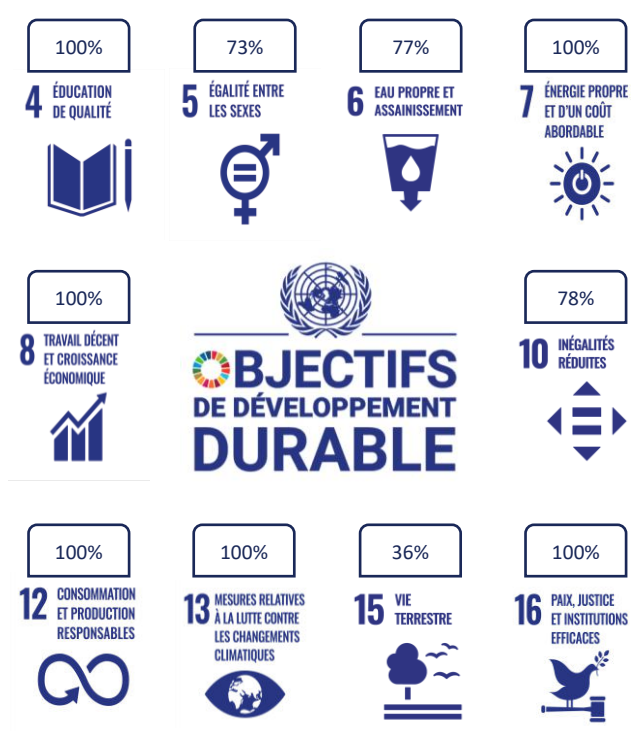 100%
4 ÉDUCATION
DE QUALITÉ
73%
5 ÉGALITÉ ENTRE
LES SEXES
77%
6 EAU PROPRE ET
ASSAINISSEMENT
100%
7 ÉNERGIE PROPRE
ET D'UN COÛT
ABORDABLE
100%
8 TRAVAIL DÉCENT
ET CROISSANCE
ÉCONOMIQUE
OBJECTIFS
DE DÉVELOPPEMENT
DURABLE
78%
10 INÉGALITÉS
RÉDUITES
100%
12 CONSOMMATION
ET PRODUCTION
RESPONSABLES
100%
13 MESURES RELATIVES
À LA LUTTE CONTRE
LES CHANGEMENTS
CLIMATIQUES
36%
15 VIE
TERRESTRE
100%
16 PAIX, JUSTICE
ET INSTITUTIONS
EFFICACES